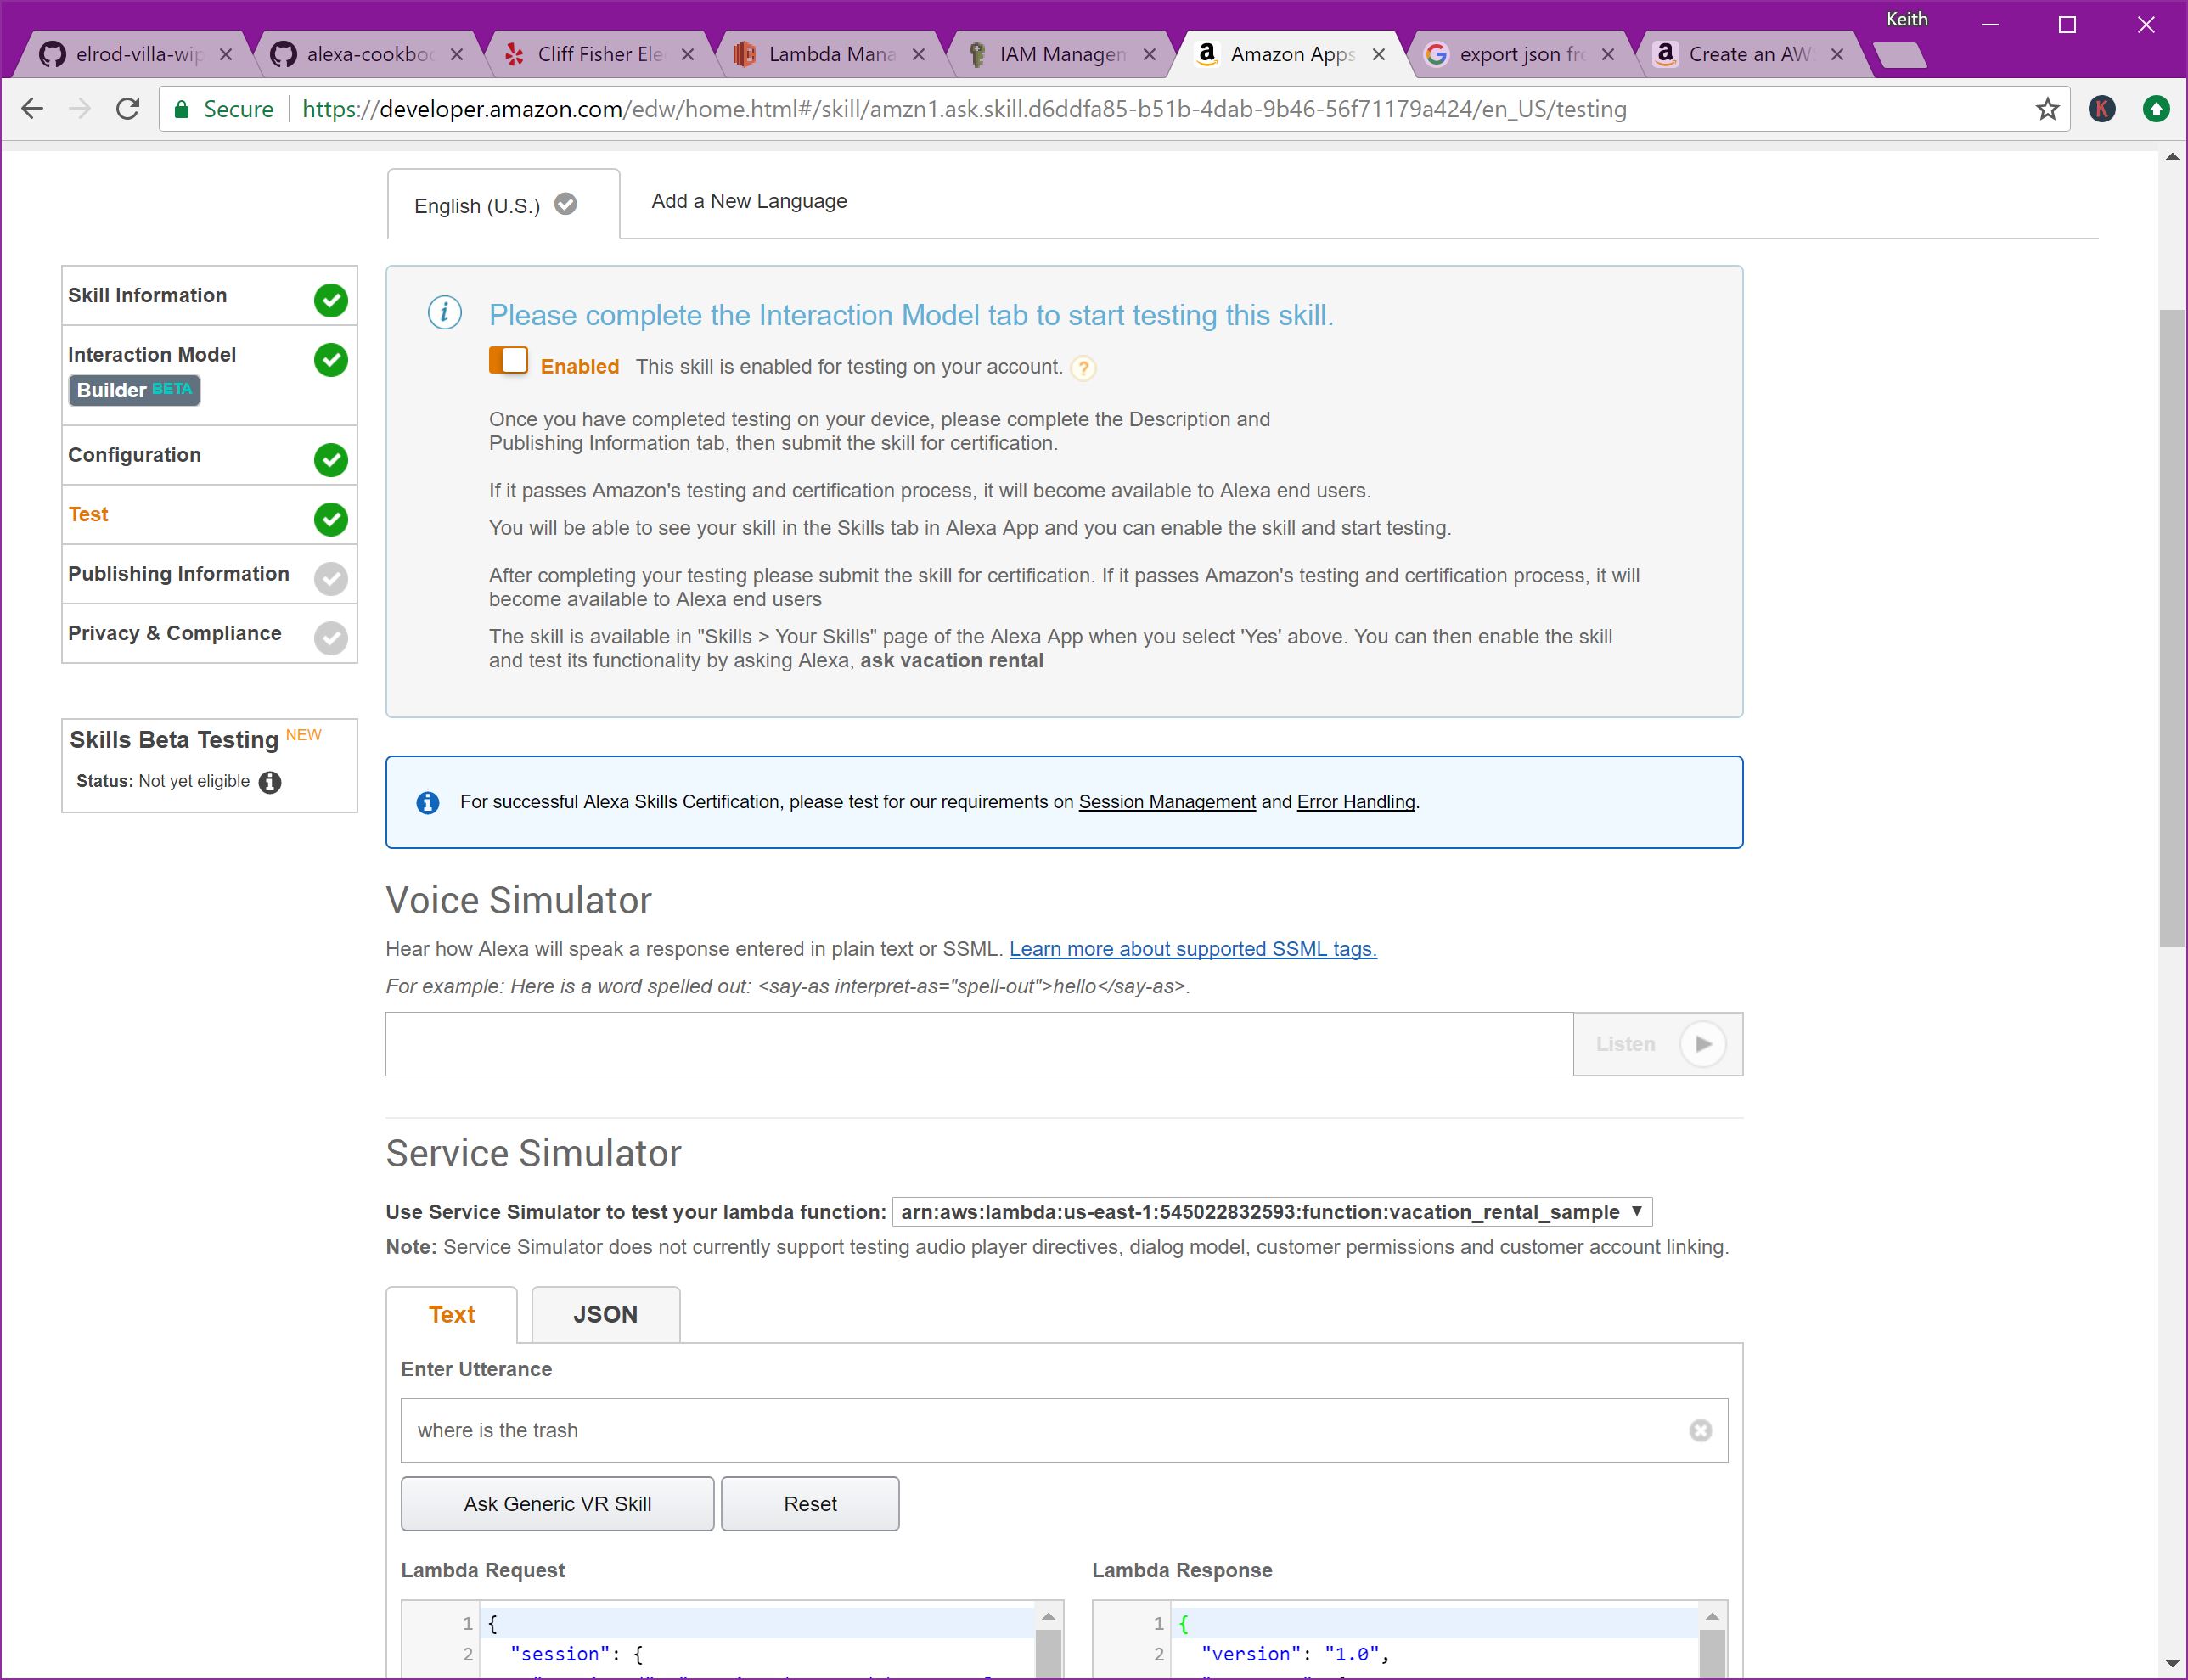 Keith
elrod-villa-wip
alexa-cookboo
Cliff Fisher Ele
Lambda Mana
IAM Managem
Amazon Apps
export json fro
Create an AW
Secure
https://developer.amazon.com/edw/home.html#/skill/amzn1.ask.skill.d6ddfa85-b51b-4dab-9b46-56f71179a424/en_US/testing
K
English (U.S.)
Add a New Language
Skill Information
Interaction Model
Builder BETA
Configuration
Test
Publishing Information
Privacy & Compliance
Skills Beta Testing NEW
Status: Not yet eligible
Please complete the Interaction Model tab to start testing this skill.
Enabled This skill is enabled for testing on your account. ?
Once you have completed testing on your device, please complete the Description and
Publishing Information tab, then submit the skill for certification.
If it passes Amazon's testing and certification process, it will become available to Alexa end users.
You will be able to see your skill in the Skills tab in Alexa App and you can enable the skill and start testing.
After completing your testing please submit the skill for certification. If it passes Amazon's testing and certification process, it will
become available to Alexa end users
The skill is available in "Skills > Your Skills" page of the Alexa App when you select 'Yes' above. You can then enable the skill
and test its functionality by asking Alexa, ask vacation rental
For successful Alexa Skills Certification, please test for our requirements on Session Management and Error Handling.
Voice Simulator
Hear how Alexa will speak a response entered in plain text or SSML. Learn more about supported SSML tags.
For example: Here is a word spelled out: <say-as interpret-as="spell-out">hello</say-as>.
Listen
Service Simulator
Use Service Simulator to test your lambda function: arn:aws:lambda:us-east-1:545022832593:function:vacation_rental_sample
Note: Service Simulator does not currently support testing audio player directives, dialog model, customer permissions and customer account linking.
Text
JSON
Enter Utterance
where is the trash
Ask Generic VR Skill
Reset
Lambda Request
1 {
2 "session": {
Lambda Response
1 {
2 "version": "1.0",